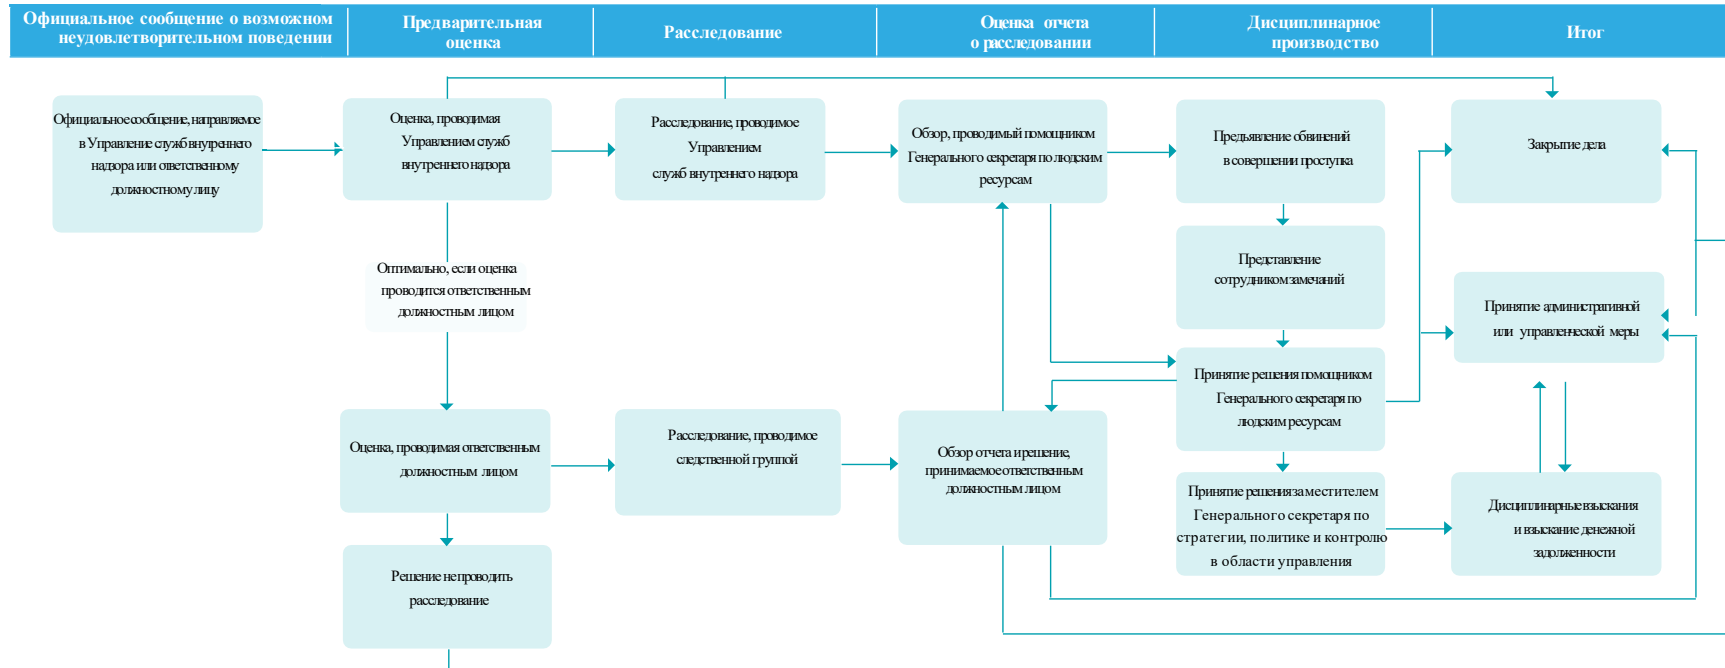 Официальное сообщение о возможном
неудовлетворительном поведении
Предварительная
оценка
Расследование
Оценка отчета
о расследовании
Дисциплинарное
производство
Итог
Официальное сообщение, направляемое
в Управление служб внутреннего
надзора или ответственному
должностному лицу
Оценка, проводимая
Управлением служб
внутреннего надзора
Расследование, проводимое
Управлением
служб внутреннего надзора
Обзор, проводимый помощником
Генерального секретаря по людским
ресурсам
Предъявление обвинений
в совершении проступка
Закрытие дела
Представление
сотрудником замечаний
Оптимально, если оценка
проводится ответственным
должностным лицом
Принятие административной
или управленческой меры
Принятие решения помощником
Генерального секретаря по
людским ресурсам
Оценка, проводимая ответственным
должностным лицом
Расследование, проводимое
следственной группой
Обзор отчета и решение,
принимаемое ответственным
должностным лицом
Принятие решения заместителем
Генерального секретаря по
стратегии, политике и контролю
в области управления
Дисциплинарные взыскания
и взыскание денежной
задолженности
Решение не проводить
расследование